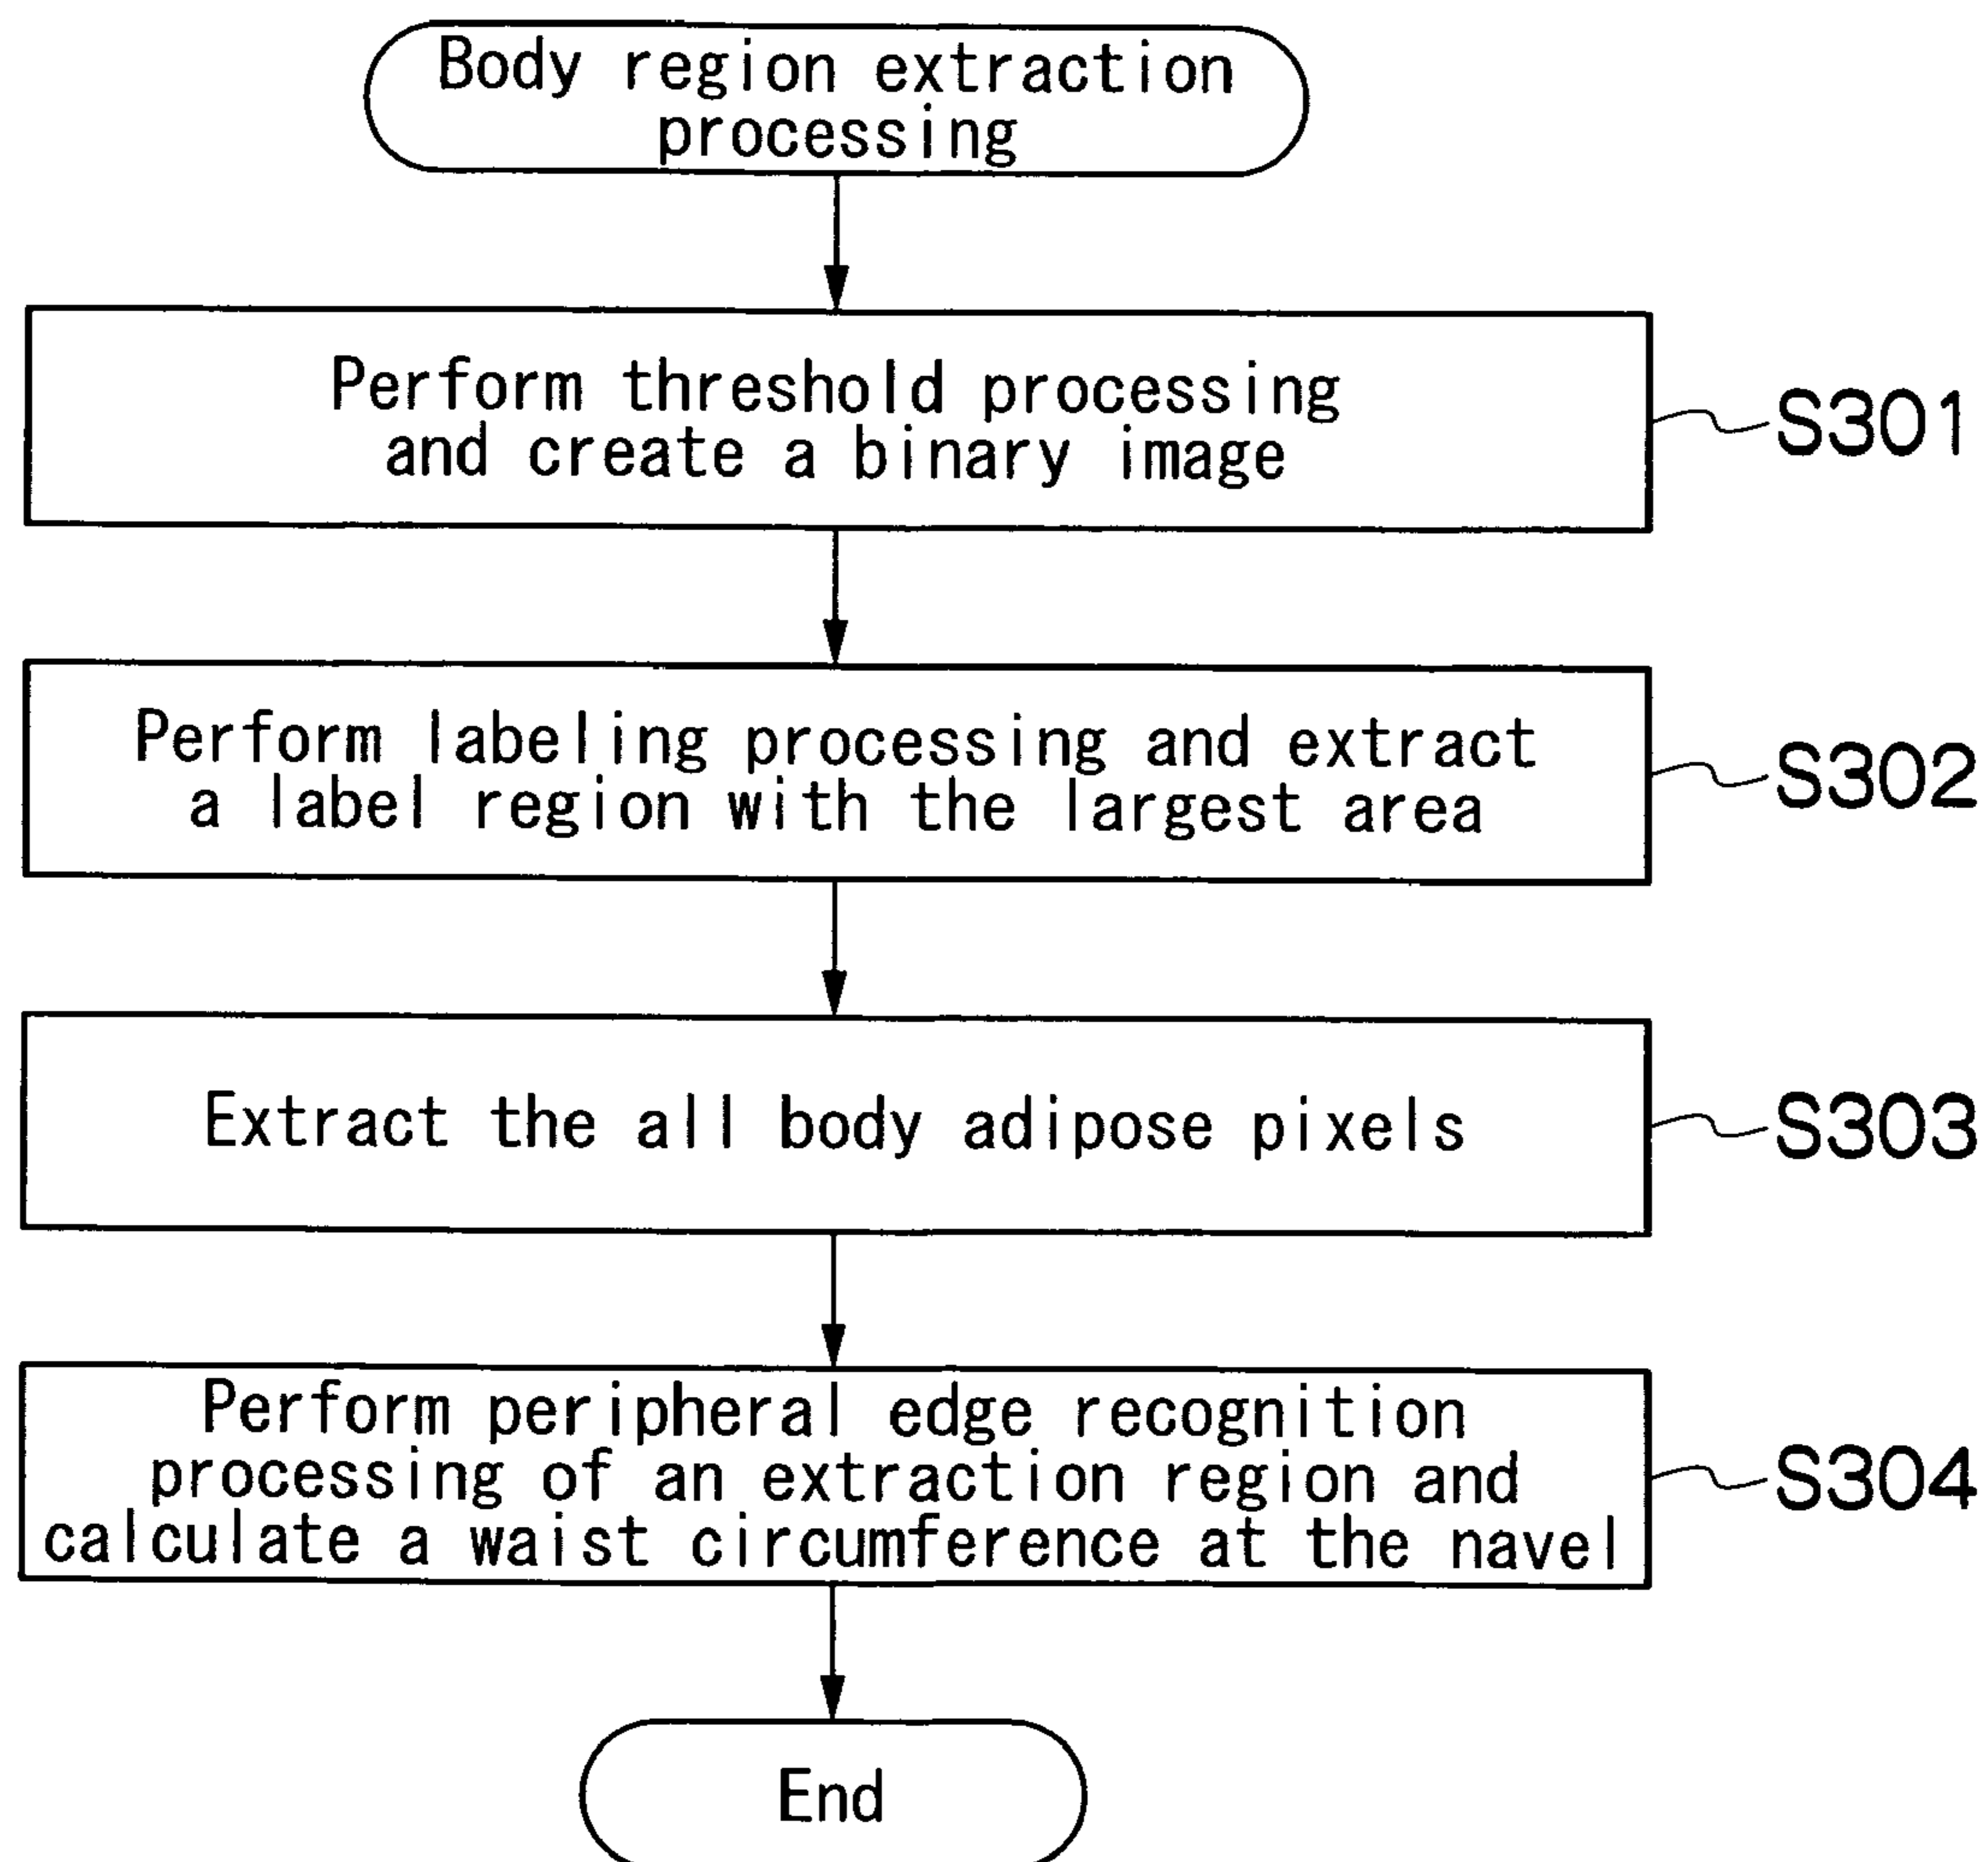 Body region extraction
processing
Perform threshold processing
and create a binary image
S301
Perform labeling processing and extract
a label region with the largest area
S302
Extract the all body adipose pixels
S303
Perform peripheral edge recognition
processing of an extraction region and
calculate a waist circumference at the navel
S304
End